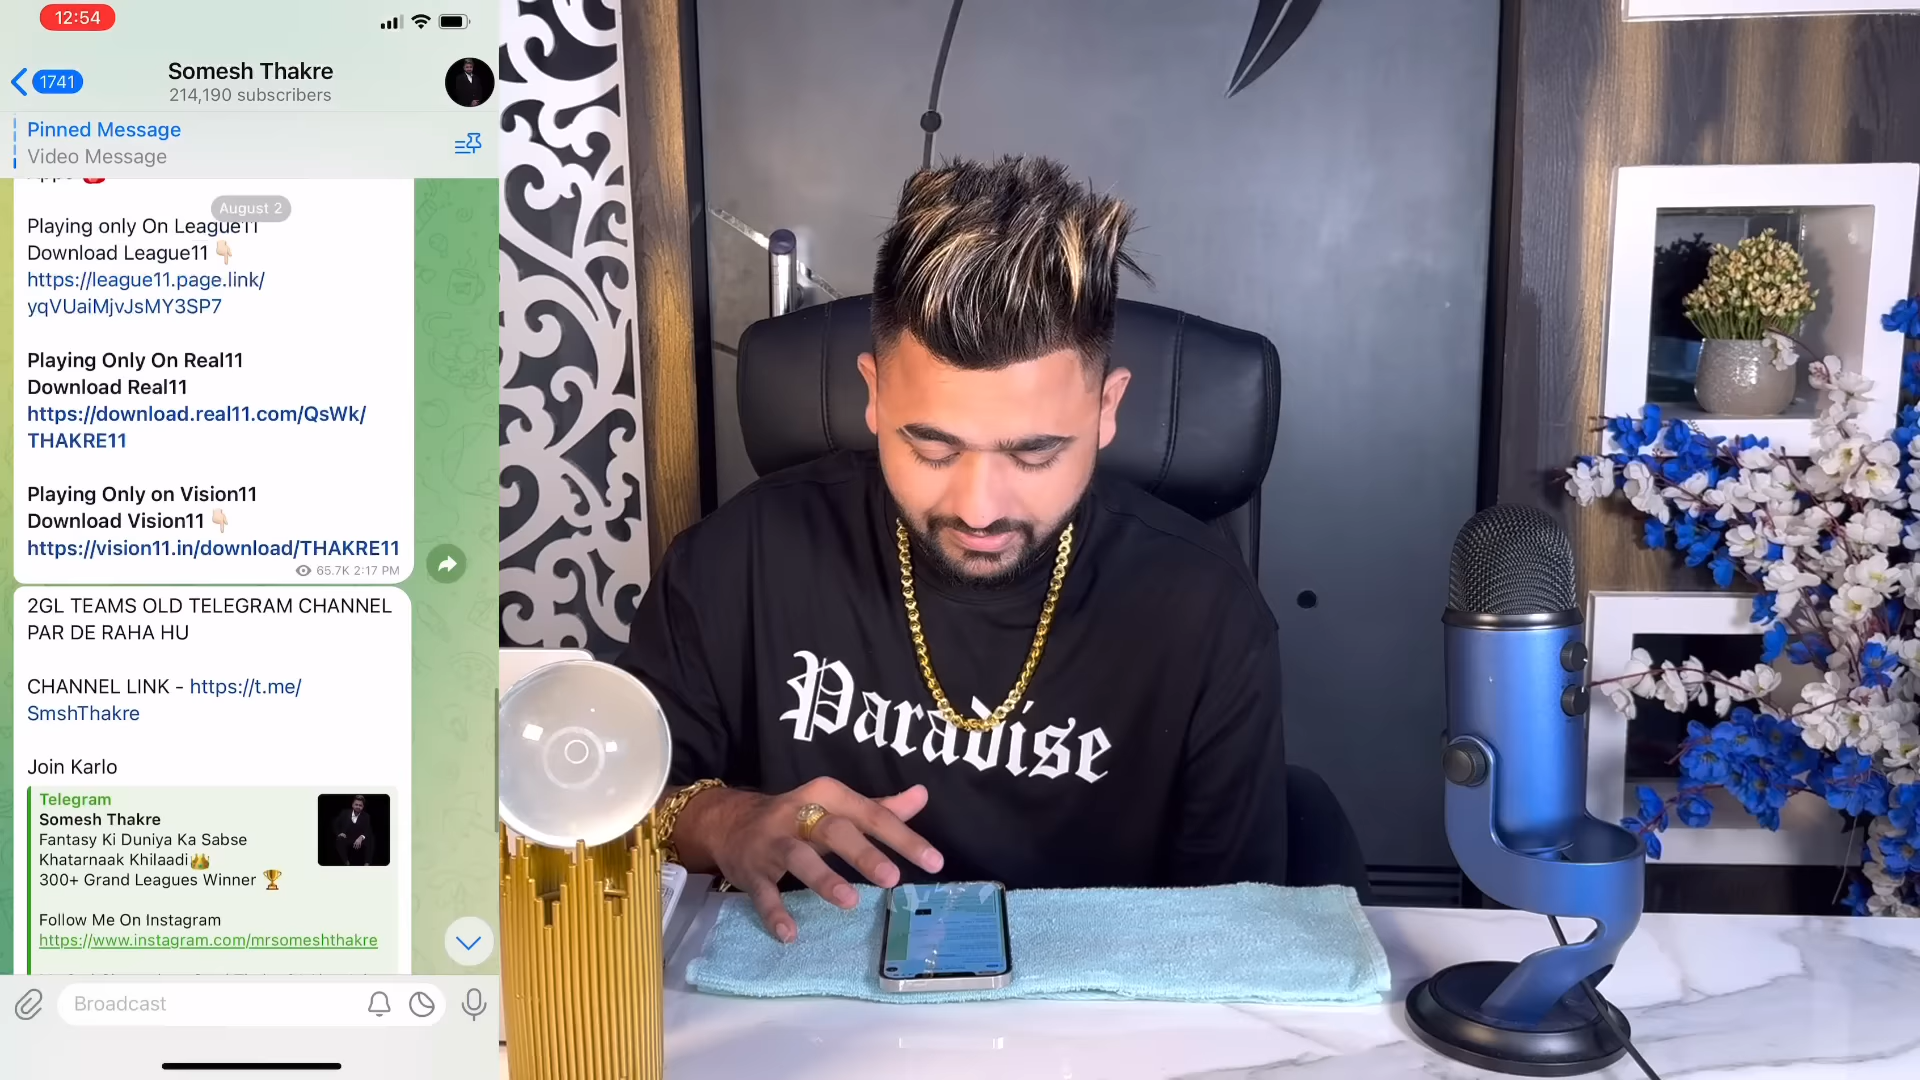 12:54
1741
Somesh Thakre
214,190 subscribers
Pinned Message
Video Message
August 2
Playing only On League11
Download League11 👇🏻
https://league11.page.link/
yqVUaiMjvJsMY3SP7
Playing Only On Real11
Download Real11
https://download.real11.com/QsWk/
THAKRE11
Playing Only on Vision11
Download Vision11 👇🏻
https://vision11.in/download/THAKRE11
65.7K 2:17 PM
2GL TEAMS OLD TELEGRAM CHANNEL
PAR DE RAHA HU
CHANNEL LINK - https://t.me/
SmshThakre
Join Karlo
Telegram
Somesh Thakre
Fantasy Ki Duniya Ka Sabse
Khatarnaak Khilaadi👑
300+ Grand Leagues Winner 🏆
Follow Me On Instagram
https://www.instagram.com/mrsomeshthakre
Broadcast
Paradise